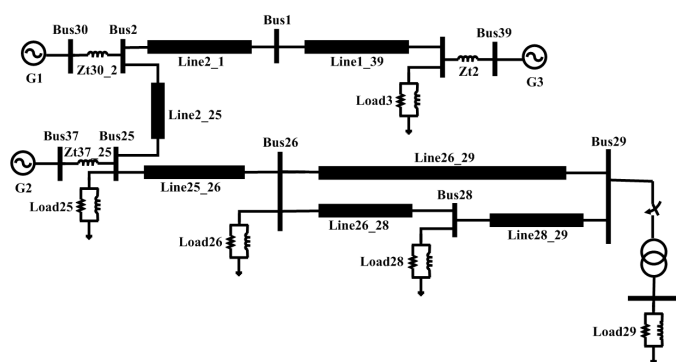 Bus30
Bus2
Bus1
Bus39
Line2_1
Line1_39
G1
Zt30_2
Zt2
G3
Load3
Line2_25
Bus37
Bus25
Zt37_25
Bus26
Bus29
Line26_29
G2
Line25_26
Bus28
Load25
Line26_28
Line28_29
Load26
Load28
Load29